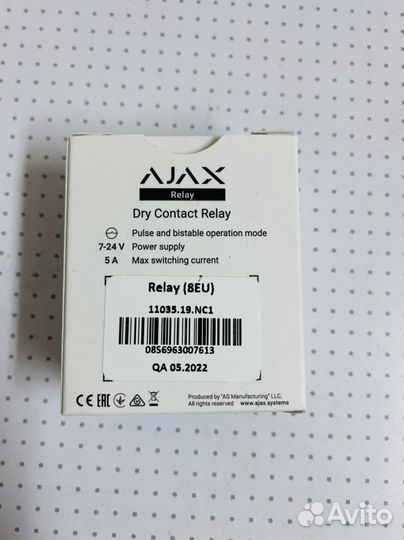 AJAX
Relay
Dry Contact Relay
Pulse and bistable operation mode
7-24 V Power supply
5 A Max switching current
Relay (8EU)
11035.19.NC1
0856963007613
QA 05.2022
CE EAC
Produced by "AS Manufacturing" LLC,
All rights reserved www.ajax.systems
Avito